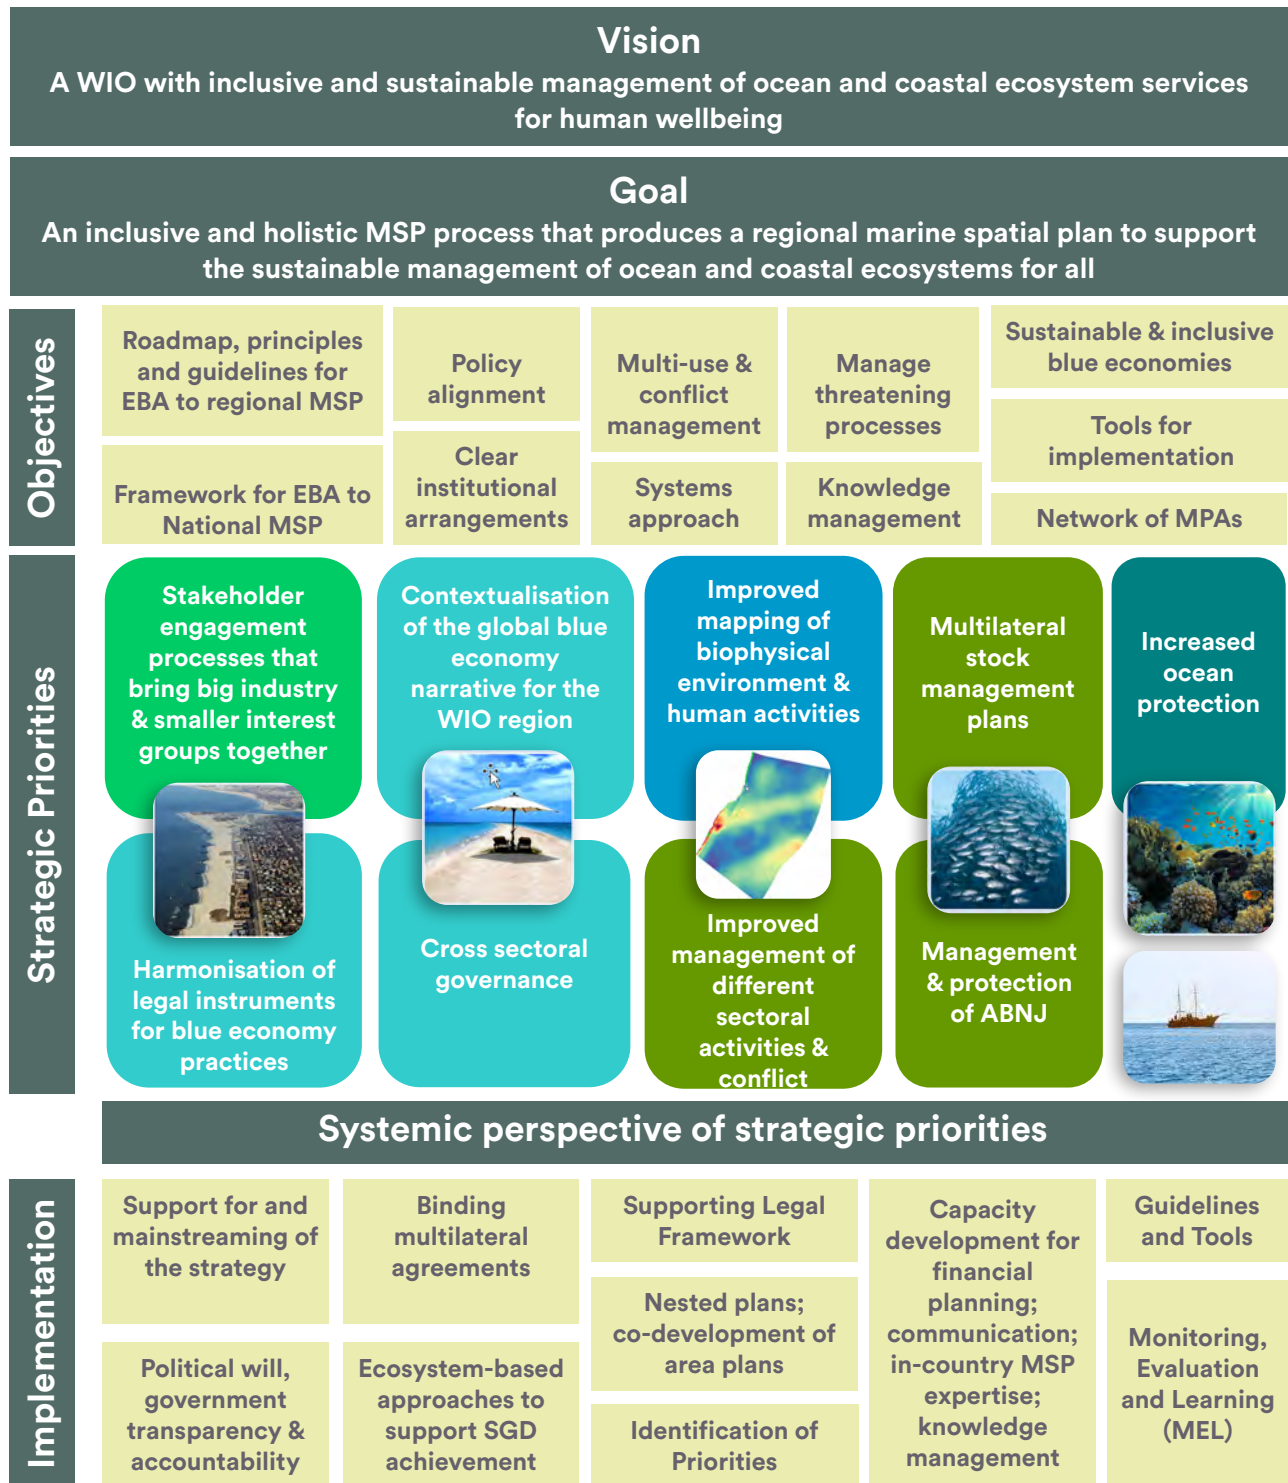 Vision
A WIO with inclusive and sustainable management of ocean and coastal ecosystem services
for human wellbeing
Goal
An inclusive and holistic MSP process that produces a regional marine spatial plan to support
the sustainable management of ocean and coastal ecosystems for all
Objectives
Roadmap, principles
and guidelines for
EBA to regional MSP
Framework for EBA to
National MSP
Policy
alignment
Clear
institutional
arrangements
Multi-use &
conflict
management
Systems
approach
Manage
threatening
processes
Knowledge
management
Sustainable & inclusive
blue economies
Tools for
implementation
Network of MPAs
Strategic Priorities
Stakeholder
engagement
processes that
bring big industry
& smaller interest
groups together
Harmonisation of
legal instruments
for blue economy
practices
Contextualisation
of the global blue
economy
narrative for the
WIO region
Cross sectoral
governance
Improved
mapping of
biophysical
environment &
human activities
Improved
management of
different
sectoral
activities &
conflict
Multilateral
stock
management
plans
Management
& protection
of ABNJ
Increased
ocean
protection
Systemic perspective of strategic priorities
Implementation
Support for and
mainstreaming of
the strategy
Political will,
government
transparency &
accountability
Binding
multilateral
agreements
Ecosystem-based
approaches to
support SGD
achievement
Supporting Legal
Framework
Nested plans;
co-development of
area plans
Identification of
Priorities
Capacity
development for
financial
planning;
communication;
in-country MSP
expertise;
knowledge
management
Guidelines
and Tools
Monitoring,
Evaluation
and Learning
(MEL)